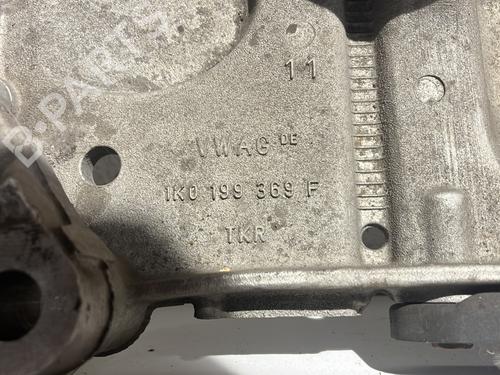 B-PARTS
11
VWAG DE
1K0 199 369 F
TKR